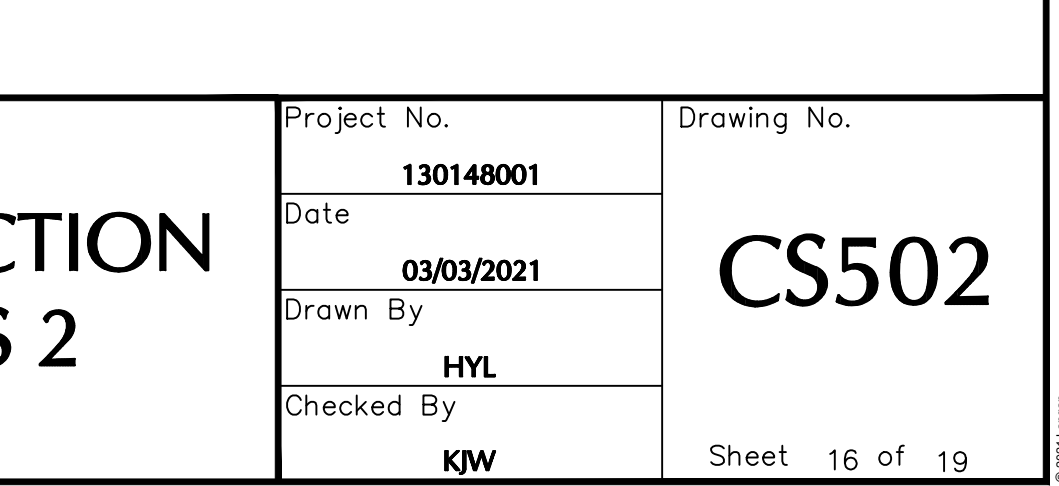 CTION
S 2
Project No.
130148001
Date
03/03/2021
Drawn By
HYL
Checked By
KJW
Drawing No.
CS502
Sheet 16 of 19